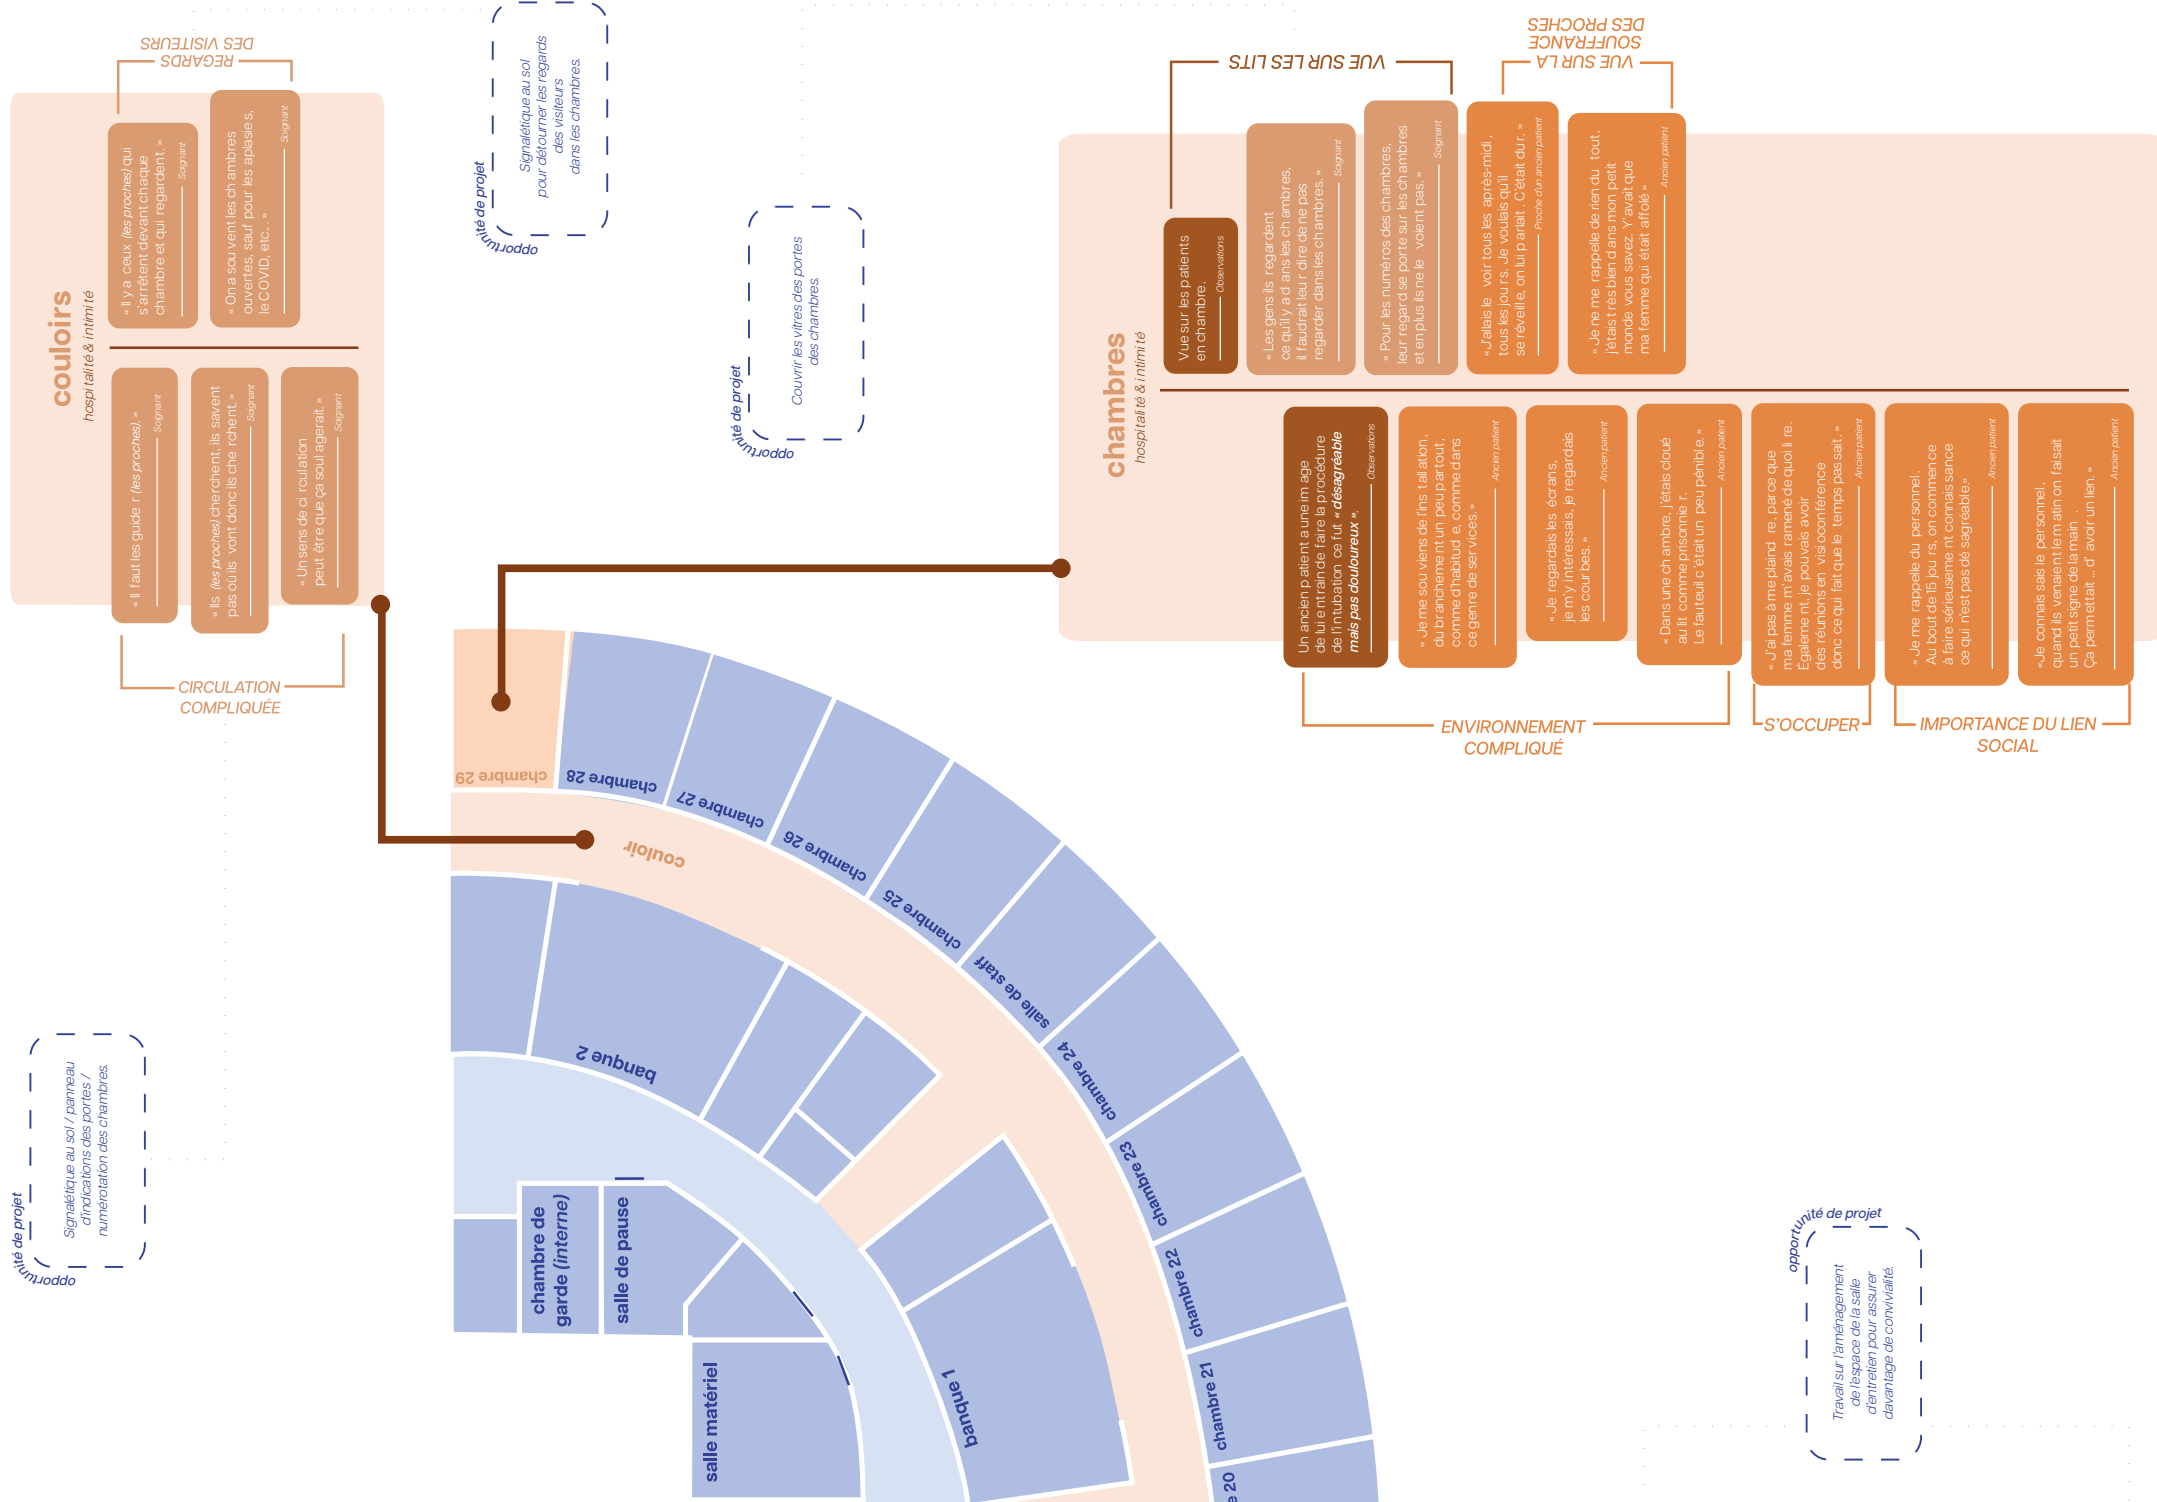 REGARDS
DES VISITEURS
couloirs
hospitalité & intimité
« Il y a ceux (les proches) qui
s'arrêtent devant chaque
chambre et qui regardent. »
Soignant
« On a souvent les chambres
ouvertes, sauf pour les aplasies,
le COVID, etc... »
Soignant
« Il faut les guider (les proches). »
Soignant
« Ils (les proches) cherchent, ils savent
pas où ils vont donc ils cherchent. »
Soignant
« Un sens de circulation
peut être que ça soulagerait. »
Soignant
CIRCULATION
COMPLIQUÉE
opportunité de projet
Signalétique au sol
pour détourner les regards
des visiteurs
dans les chambres.
opportunité de projet
Couvrir les vitres des portes
des chambres.
VUE SUR LES LITS
VUE SUR LA
SOUFFRANCE
DES PROCHES
chambres
hospitalité & intimité
Vue sur les patients
en chambre.
Observations
« Les gens ils regardent
ce qu'il y a dans les chambres,
il faudrait leur dire de ne pas
regarder dans les chambres. »
Soignant
« Pour les numéros des chambres,
leur regard se porte sur les chambres
et en plus ils ne le voient pas. »
Soignant
«J'allais le voir tous les après-midi,
tous les jours. Je voulais qu'il
se réveille, on lui parlait. C'était dur. »
Proche d'un ancien patient
« Je ne me rappelle de rien du tout,
j'étais très bien dans mon petit
monde vous savez. Y'avait que
ma femme qui était affolé »
Ancien patient
Un ancien patient a une image
de lui entrain de faire la procédure
de l'intubation ce fut « désagréable
mais pas douloureux ».
Observations
« Je me souviens de l'installation,
du branchement un peu partout,
comme d'habitude, comme dans
ce genre de services. »
Ancien patient
« Je regardais les écrans,
je m'y intéressais, je regardais
les courbes. »
Ancien patient
« Dans une chambre, j'étais cloué
au lit comme prisonnier.
Le fauteuil c'était un peu pénible. »
Ancien patient
« J'ai pas à me plaindre, parce que
ma femme m'avais ramené de quoi lire.
Égalemement, je pouvais avoir
des réunions en visioconférence
donc ce qui fait que le temps passait. »
Ancien patient
« Je me rappelle du personnel.
Au bout de 15 jours, on commence
à faire sérieusement connaissance
ce qui n'est pas désagréable.»
Ancien patient
«Je connais le personnel,
quand ils venaient le matin on faisait
un petit signe de la main.
Ça permettait... d'avoir un lien. »
Ancien patient
ENVIRONNEMENT
COMPLIQUÉ
S'OCCUPER
IMPORTANCE DU LIEN
SOCIAL
chambre 29
chambre 28
chambre 27
chambre 26
chambre 25
salle de staff
chambre 24
chambre 23
chambre 22
chambre 21
e 20
couloir
banque 2
banque 1
chambre de
garde (interne)
salle de pause
salle matériel
opportunité de projet
Signalétique au sol / panneau
d'indications des portes /
numérotation des chambres.
opportunité de projet
Travail sur l'aménagement
de l'espace de la salle
d'entretien pour assurer
davantage de convivialité.